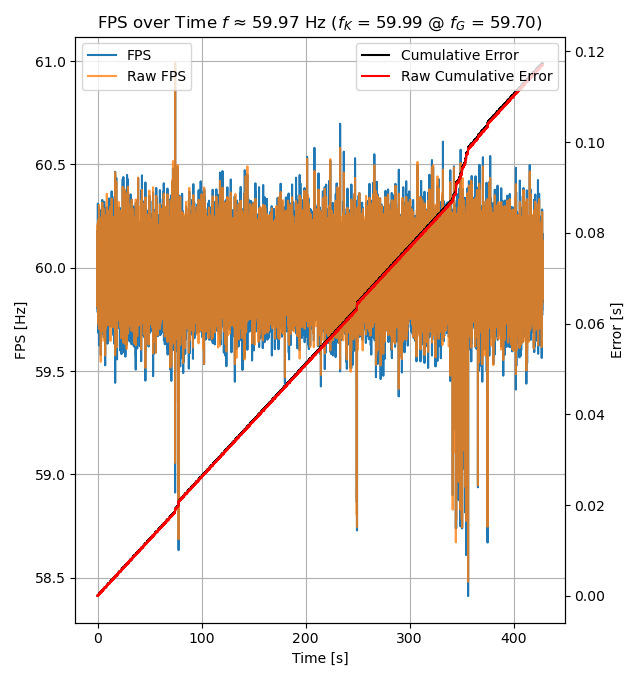 FPS over Time f ≈ 59.97 Hz (f_K = 59.99 @ f_G = 59.70)
FPS
Raw FPS
Cumulative Error
Raw Cumulative Error
61.0
60.5
60.0
59.5
59.0
58.5
FPS [Hz]
0.12
0.10
0.08
0.06
0.04
0.02
0.00
Error [s]
0
100
200
300
400
Time [s]